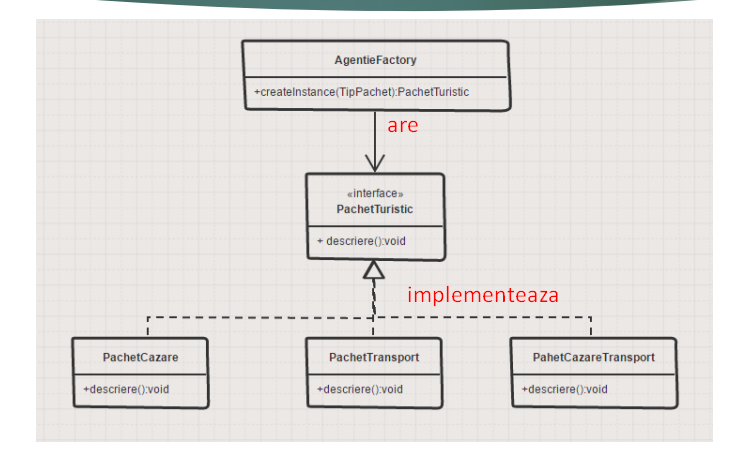 AgentieFactory
+createInstance(TipPachet):PachetTuristic
are
«interface»
PachetTuristic
+ descriere():void
implementeaza
PachetCazare
+descriere():void
PachetTransport
+descriere():void
PahetCazareTransport
+descriere():void